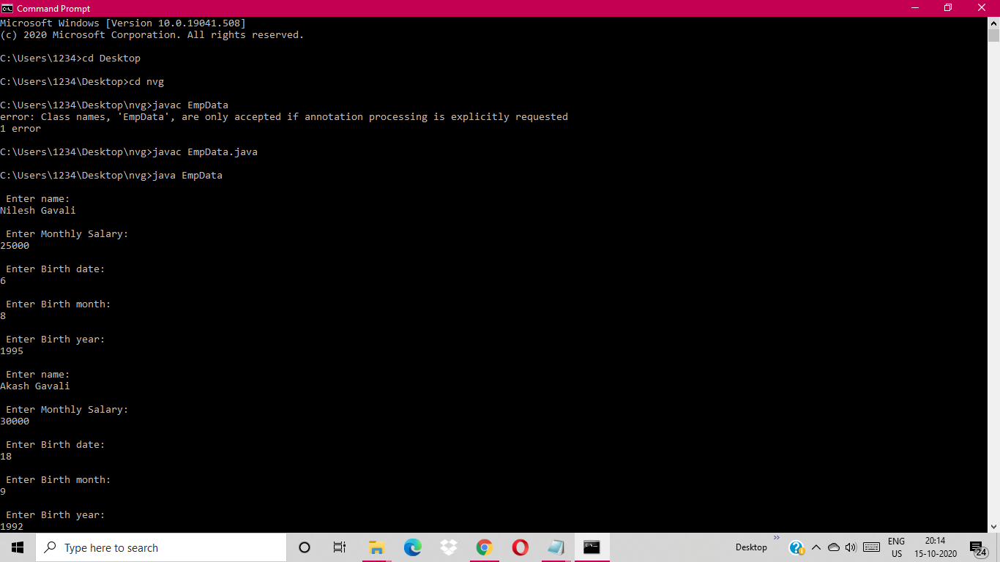 Command Prompt
Microsoft Windows [Version 10.0.19041.508]
(c) 2020 Microsoft Corporation. All rights reserved.
C:\Users\1234>cd Desktop
C:\Users\1234\Desktop>cd nvg
C:\Users\1234\Desktop\nvg>javac EmpData
error: Class names, 'EmpData', are only accepted if annotation processing is explicitly requested
1 error
C:\Users\1234\Desktop\nvg>javac EmpData.java
C:\Users\1234\Desktop\nvg>java EmpData
Enter name:
Nilesh Gavali
Enter Monthly Salary:
25000
Enter Birth date:
6
Enter Birth month:
8
Enter Birth year:
1995
Enter name:
Akash Gavali
Enter Monthly Salary:
30000
Enter Birth date:
18
Enter Birth month:
9
Enter Birth year:
1992
Type here to search
Desktop
ENG
US
20:14
15-10-2020
24